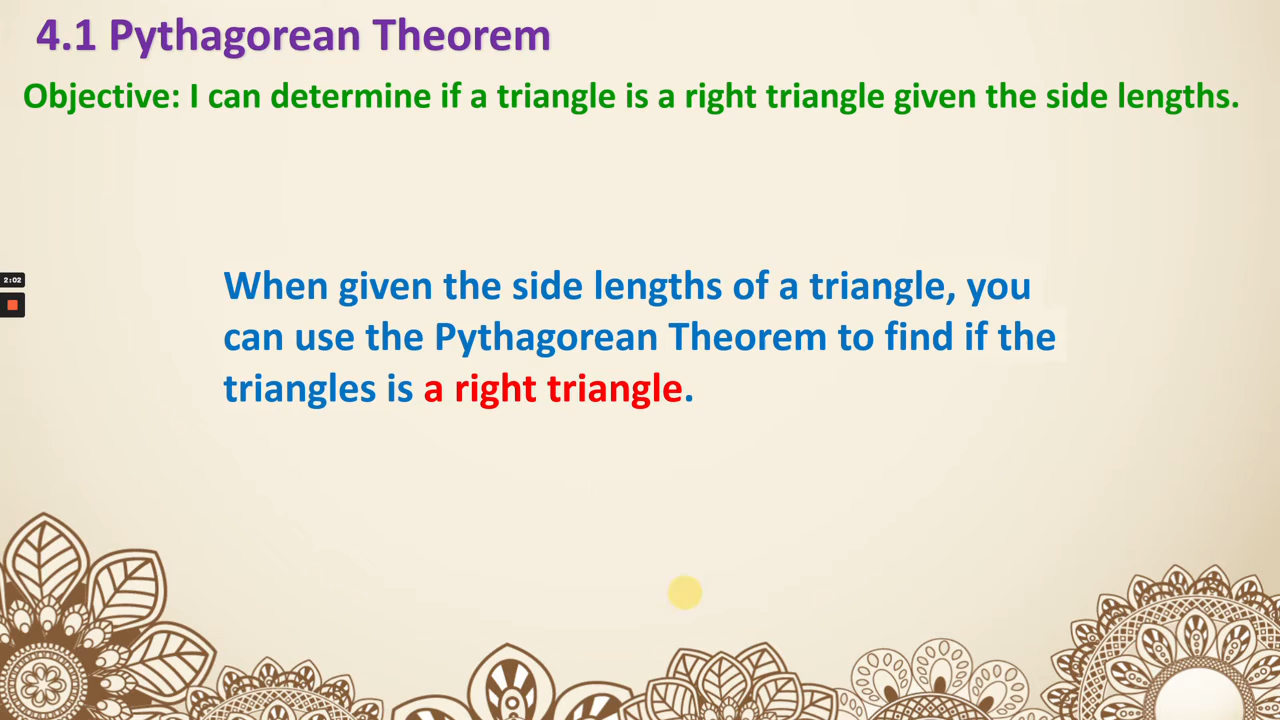 4.1 Pythagorean Theorem
Objective: I can determine if a triangle is a right triangle given the side lengths.
2:02
When given the side lengths of a triangle, you
can use the Pythagorean Theorem to find if the
triangles is a right triangle.